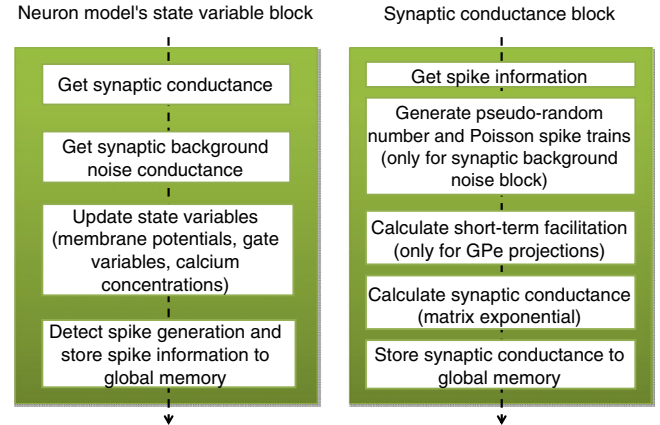 Neuron model's state variable block
Get synaptic conductance
Get synaptic background
noise conductance
Update state variables
(membrane potentials, gate
variables, calcium
concentrations)
Detect spike generation and
store spike information to
global memory
Synaptic conductance block
Get spike information
Generate pseudo-random
number and Poisson spike trains
(only for synaptic background
noise block)
Calculate short-term facilitation
(only for GPe projections)
Calculate synaptic conductance
(matrix exponential)
Store synaptic conductance to
global memory